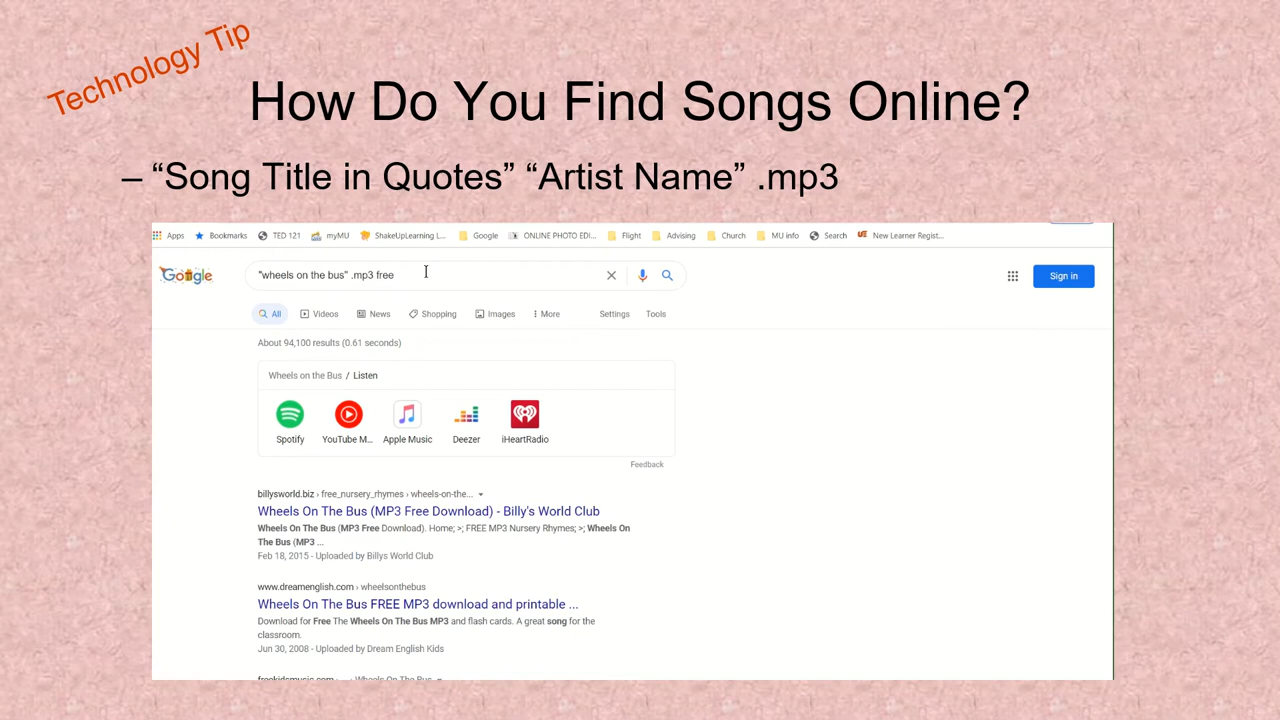 Technology Tip
How Do You Find Songs Online?
– “Song Title in Quotes” “Artist Name” .mp3
Apps Bookmarks TED 121 myMU ShakeUpLearning L... Google ONLINE PHOTO EDI... Flight Advising Church MU info Search New Learner Regist...
Google "wheels on the bus" .mp3 free Sign in
All Videos News Shopping Images More Settings Tools
About 94,100 results (0.61 seconds)
Wheels on the Bus / Listen
Spotify YouTube M... Apple Music Deezer iHeartRadio
Feedback
billysworld.biz › free_nursery_rhymes › wheels-on-the...
Wheels On The Bus (MP3 Free Download) - Billy's World Club
Wheels On The Bus (MP3 Free Download). Home; >; FREE MP3 Nursery Rhymes; >; Wheels On
The Bus (MP3 ...
Feb 18, 2015 - Uploaded by Billys World Club
www.dreamenglish.com › wheelsonthebus
Wheels On The Bus FREE MP3 download and printable ...
Download for Free The Wheels On The Bus MP3 and flash cards. A great song for the
classroom.
Jun 30, 2008 - Uploaded by Dream English Kids
freekidsmusic.com › ... › Wheels On The Bus